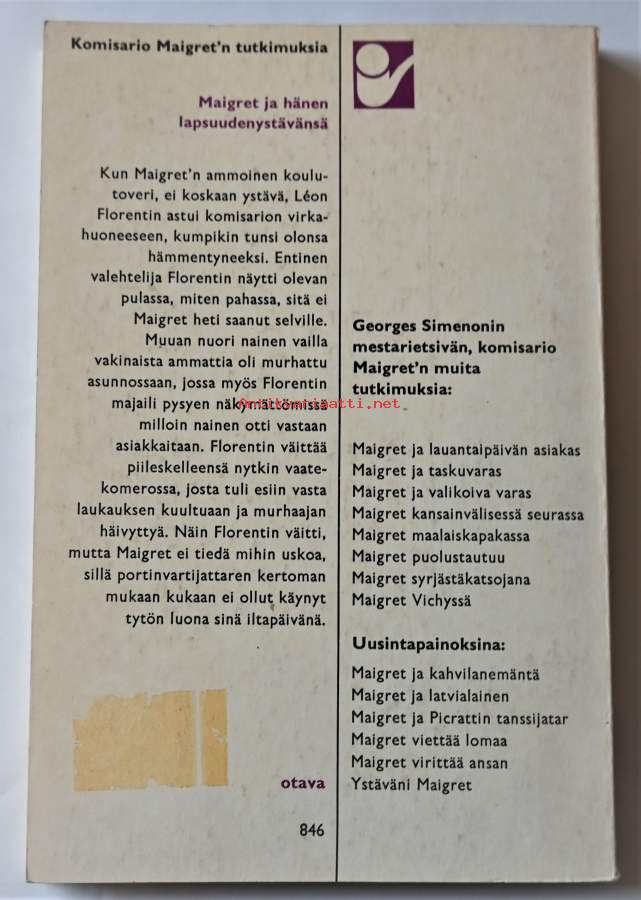 Komisario Maigret'n tutkimuksia
Maigret ja hänen
lapsuudenystävänsä
Kun Maigret'n ammoinen koulu-
toveri, ei koskaan ystävä, Léon
Florentin astui komisarion virka-
huoneeseen, kumpikin tunsi olonsa
hämmentyneeksi. Entinen
valehtelija Florentin näytti olevan
pulassa, miten pahassa, sitä ei
Maigret heti saanut selville.
Muuan nuori nainen vailla
vakinaista ammattia oli murhattu
asunnossaan, jossa myös Florentin
majaili pysyen näkymättömissä
milloin nainen otti vastaan
asiakkaitaan. Florentin väittää
piileskelleensä nytkin vaate-
komerossa, josta tuli esiin vasta
laukauksen kuultuaan ja murhaajan
häivyttyä. Näin Florentin väitti,
mutta Maigret ei tiedä mihin uskoa,
sillä portinvartijattaren kertoman
mukaan kukaan ei ollut käynyt
tytön luona sinä iltapäivänä.
otava
846
Georges Simenonin
mestarietsivän, komisario
Maigret'n muita
tutkimuksia:
Maigret ja lauantaipäivän asiakas
Maigret ja taskuvaras
Maigret ja valikoiva varas
Maigret kansainvälisessä seurassa
Maigret maalaiskapakassa
Maigret puolustautuu
Maigret syrjästäkatsojana
Maigret Vichyssä
Uusintapainoksina:
Maigret ja kahvilanemäntä
Maigret ja latvialainen
Maigret ja Picrattin tanssijatar
Maigret viettää lomaa
Maigret virittää ansan
Ystäväni Maigret
Antikvariaatti.net